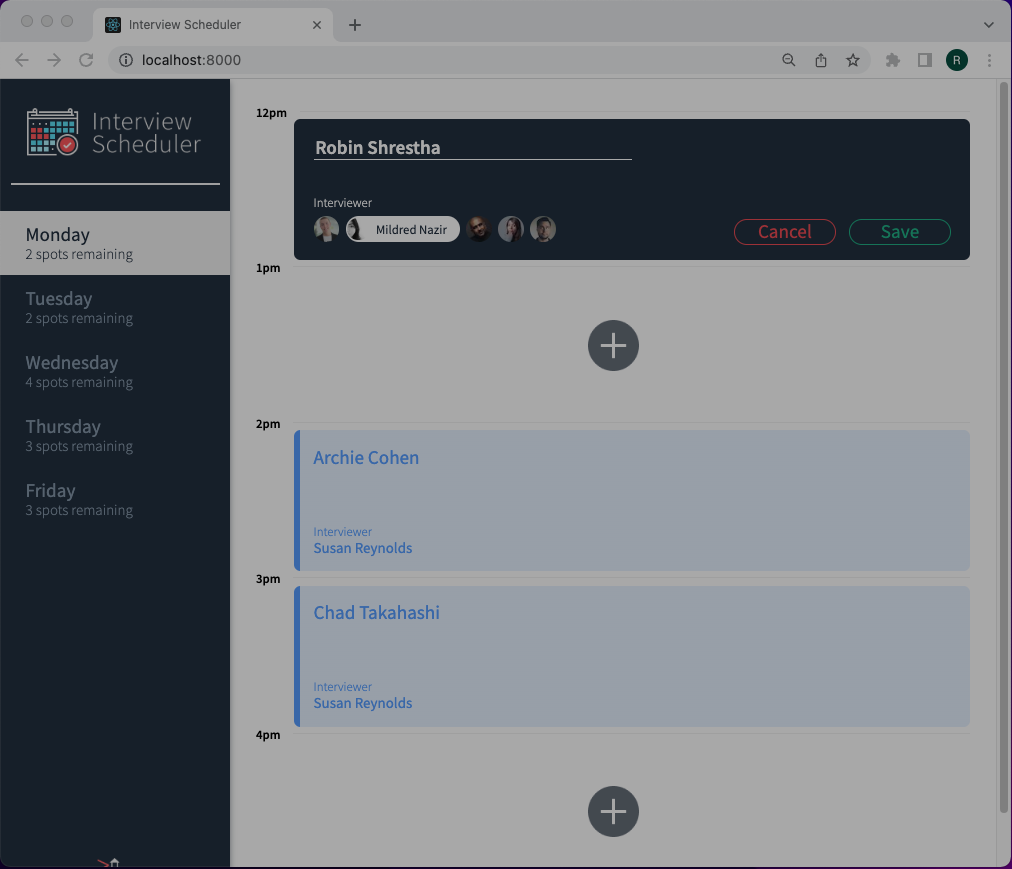 Interview Scheduler
localhost:8000
R
Interview
Scheduler
Monday
2 spots remaining
Tuesday
2 spots remaining
Wednesday
4 spots remaining
Thursday
3 spots remaining
Friday
3 spots remaining
12pm
Robin Shrestha
Interviewer
Mildred Nazir
Cancel
Save
1pm
2pm
Archie Cohen
Interviewer
Susan Reynolds
3pm
Chad Takahashi
Interviewer
Susan Reynolds
4pm